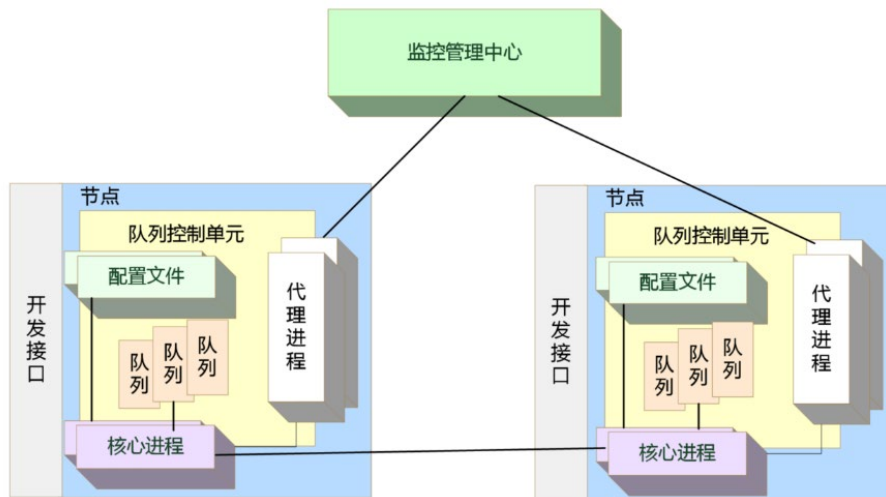 监控管理中心
节点
队列控制单元
配置文件
开发接口
代理进程
队列
队列
队列
核心进程
节点
队列控制单元
配置文件
开发接口
代理进程
队列
队列
队列
核心进程